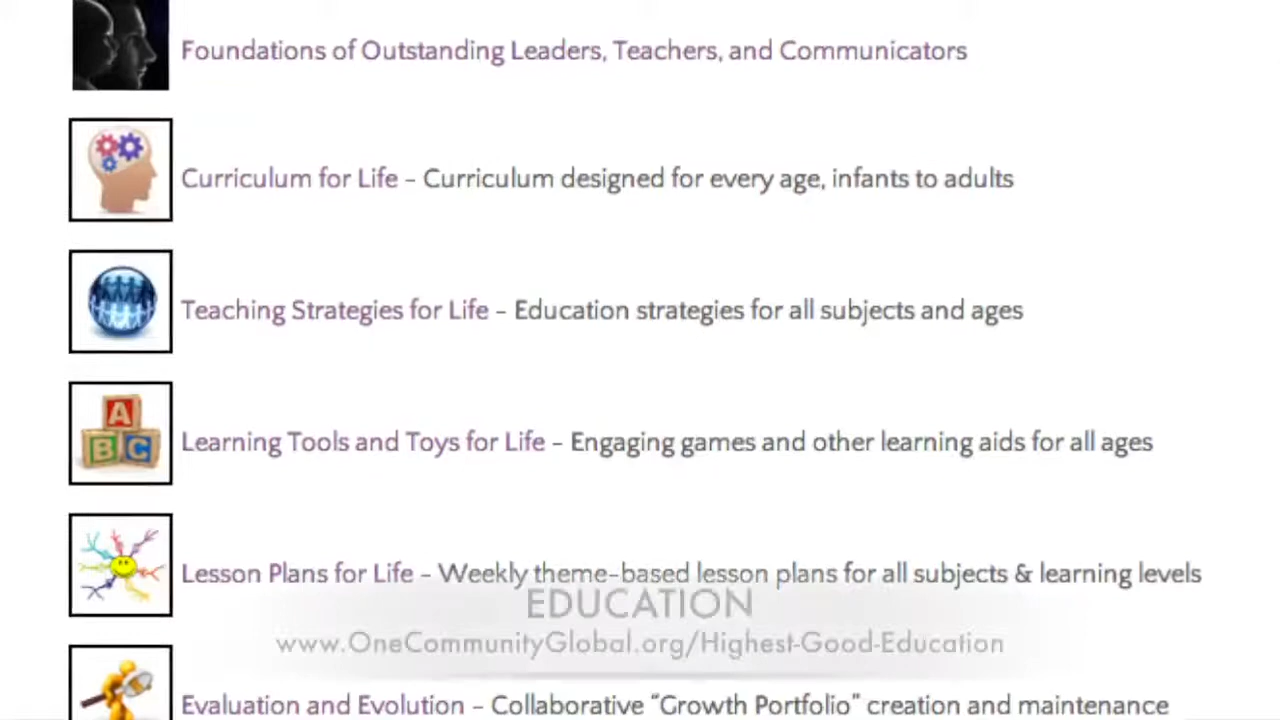 Foundations of Outstanding Leaders, Teachers, and Communicators
Curriculum for Life - Curriculum designed for every age, infants to adults
Teaching Strategies for Life - Education strategies for all subjects and ages
A
B C
Learning Tools and Toys for Life - Engaging games and other learning aids for all ages
Lesson Plans for Life - Weekly theme-based lesson plans for all subjects & learning levels
EDUCATION
www.OneCommunityGlobal.org/Highest-Good-Education
Evaluation and Evolution - Collaborative “Growth Portfolio” creation and maintenance